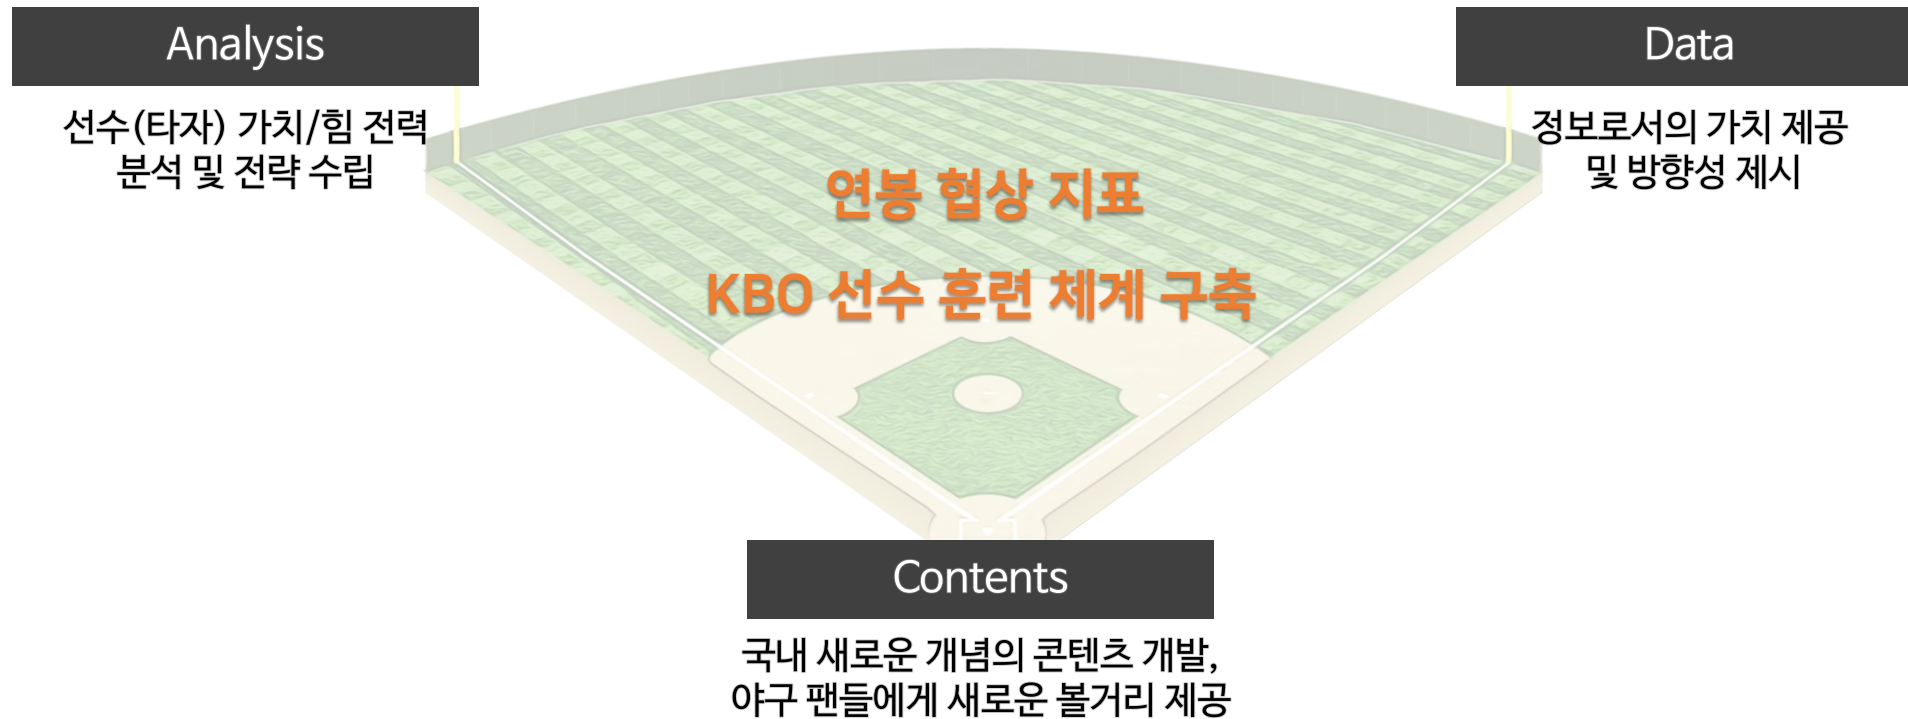 Analysis
선수(타자) 가치/힘 전력
분석 및 전략 수립
Data
정보로서의 가치 제공
및 방향성 제시
연봉 협상 지표
KBO 선수 훈련 체계 구축
Contents
국내 새로운 개념의 콘텐츠 개발,
야구 팬들에게 새로운 볼거리 제공